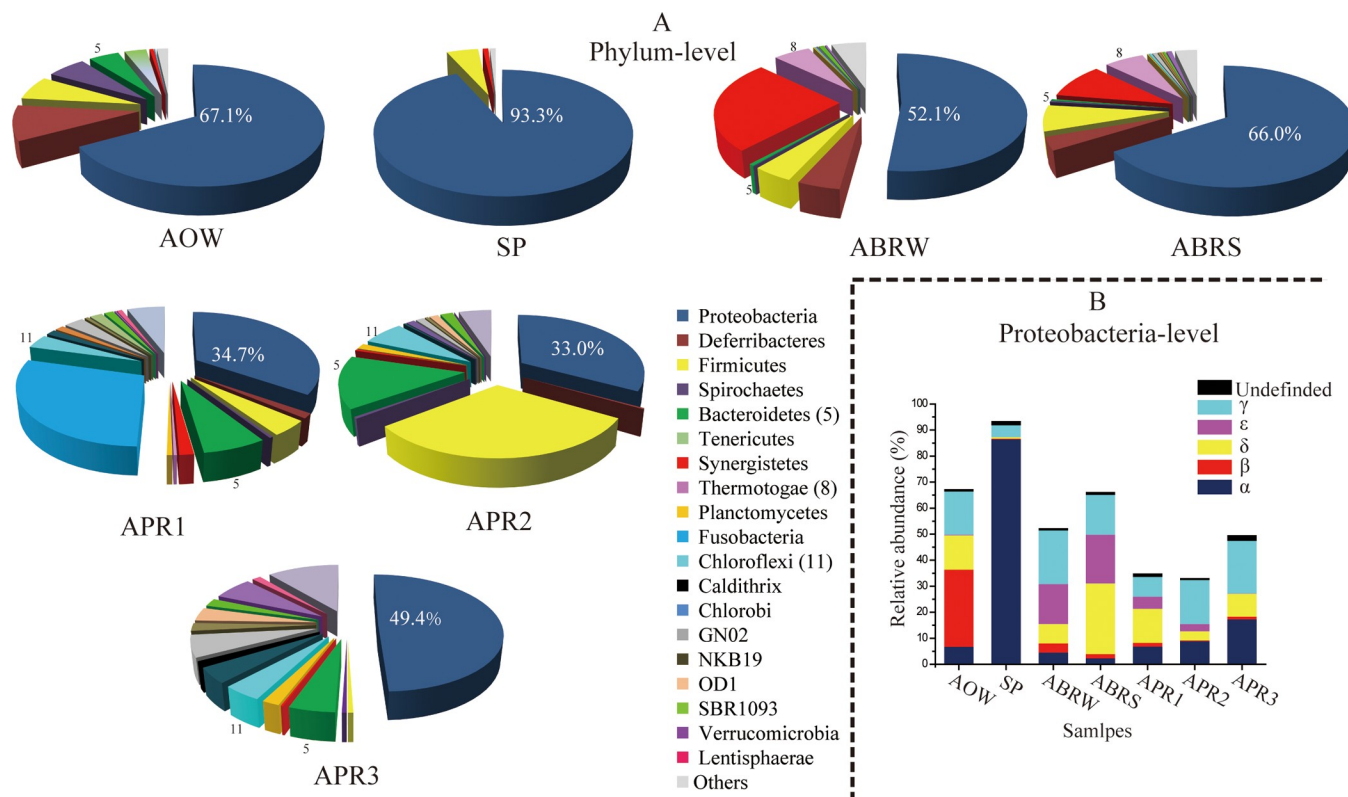 A
Phylum-level
5
67.1%
AOW
93.3%
SP
8
52.1%
5
ABRW
8
5
66.0%
ABRS
11
34.7%
5
APR1
11
5
33.0%
APR2
49.4%
11
5
APR3
Proteobacteria
Deferribacteres
Firmicutes
Spirochaetes
Bacteroidetes (5)
Tenericutes
Synergistetes
Thermotogae (8)
Planctomycetes
Fusobacteria
Chloroflexi (11)
Caldithrix
Chlorobi
GN02
NKB19
OD1
SBR1093
Verrucomicrobia
Lentisphaerae
Others
B
Proteobacteria-level
Undefinded
γ
ε
δ
β
α
Relative abundance (%)
100
90
80
70
60
50
40
30
20
10
0
AOW
SP
ABRW
ABRS
APR1
APR2
APR3
Samlpes